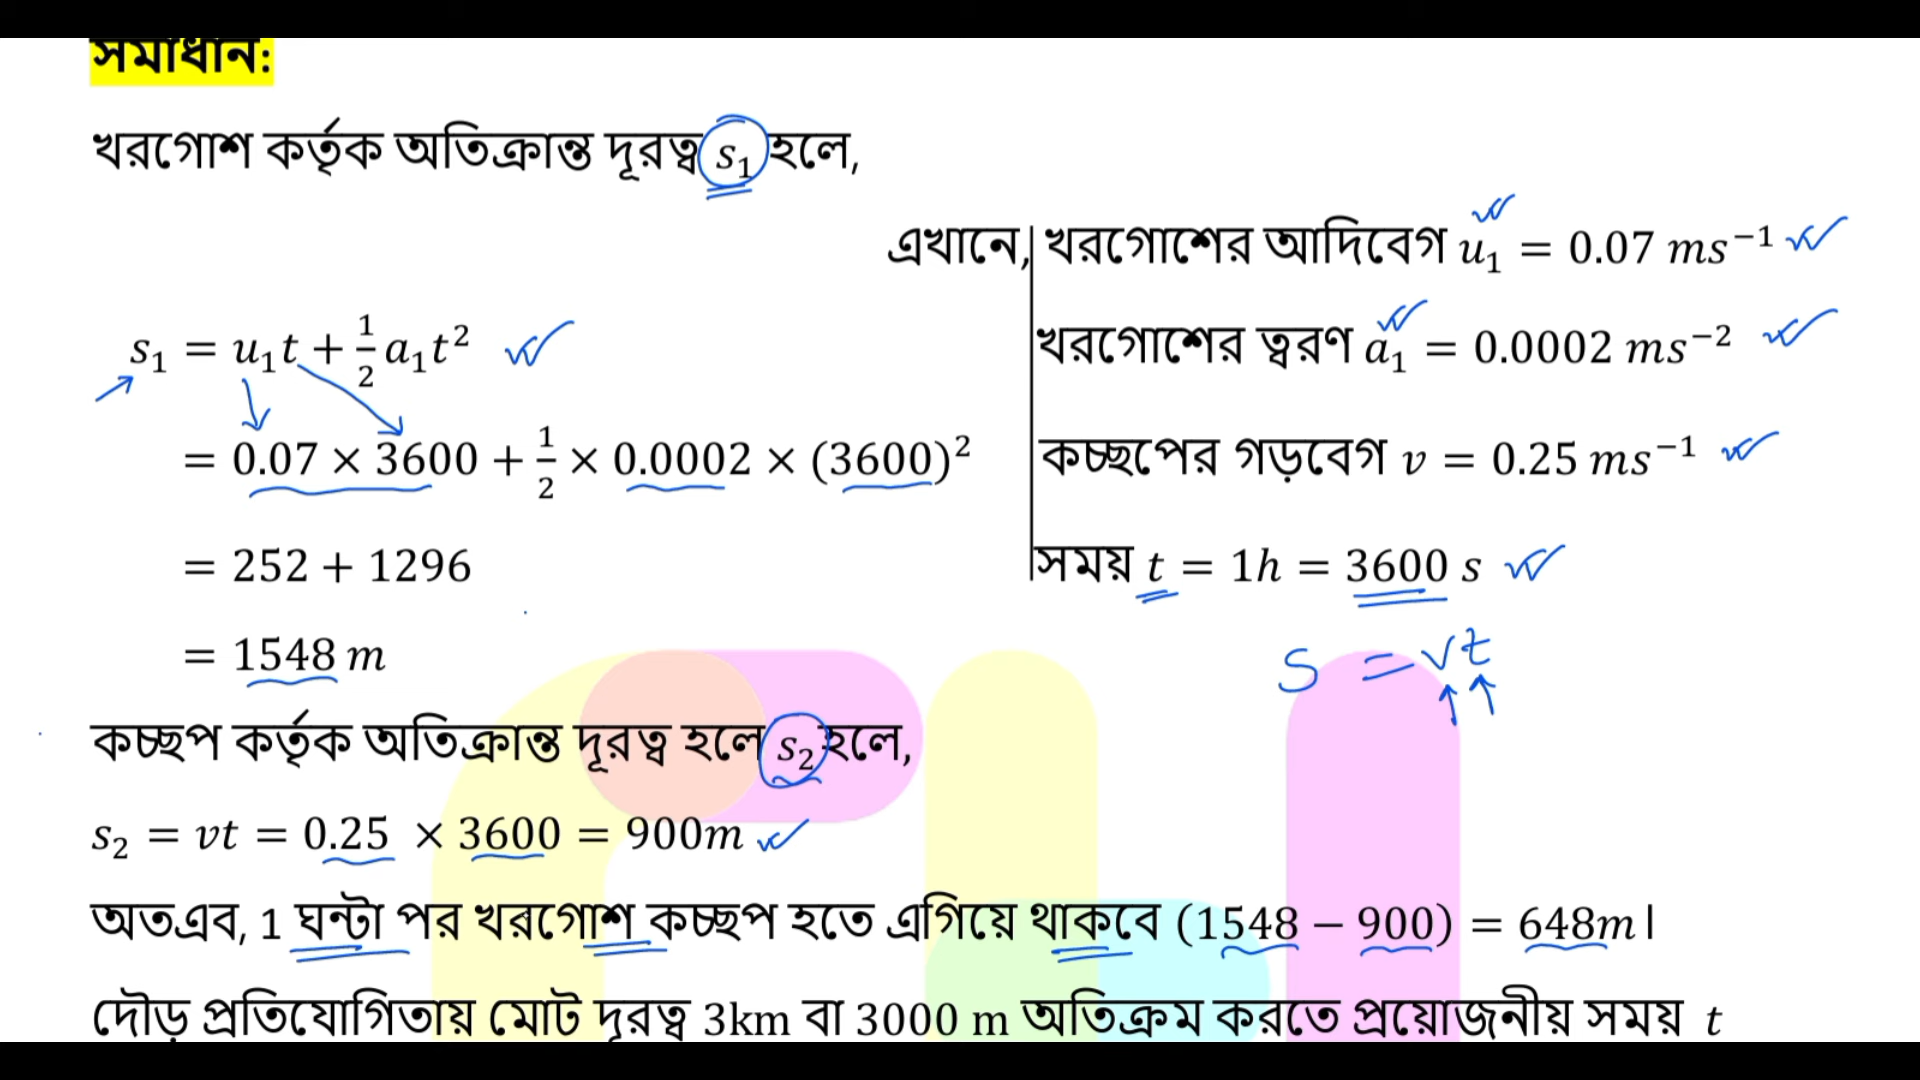 সমাধান:
খরগোশ কর্তৃক অতিক্রান্ত দূরত্ব s₁ হলে,
এখানে, খরগোশের আদিবেগ u₁ = 0.07 ms⁻¹
s₁ = u₁t + ½ a₁t²
খরগোশের ত্বরণ a₁ = 0.0002 ms⁻²
= 0.07 × 3600 + ½ × 0.0002 × (3600)²
কচ্ছপের গড়বেগ v = 0.25 ms⁻¹
= 252 + 1296
সময় t = 1h = 3600 s
= 1548 m
S = vt
কচ্ছপ কর্তৃক অতিক্রান্ত দূরত্ব হলে s₂ হলে,
s₂ = vt = 0.25 × 3600 = 900m
অতএব, 1 ঘন্টা পর খরগোশ কচ্ছপ হতে এগিয়ে থাকবে (1548 − 900) = 648m।
দৌড় প্রতিযোগিতায় মোট দূরত্ব 3km বা 3000 m অতিক্রম করতে প্রয়োজনীয় সময় t